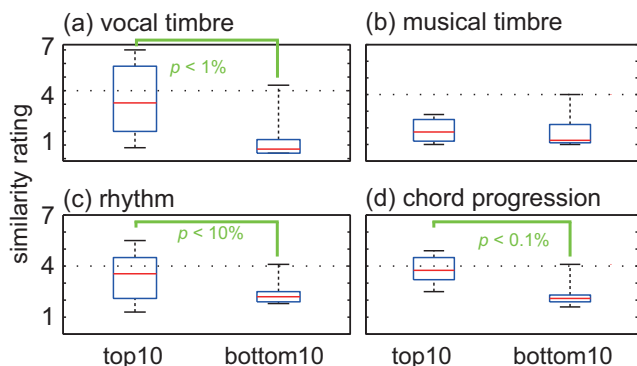 (a) vocal timbre
(b) musical timbre
7
4
1
p < 1%
similarity rating
(c) rhythm
(d) chord progression
7
4
1
p < 10%
p < 0.1%
top10
bottom10
top10
bottom10